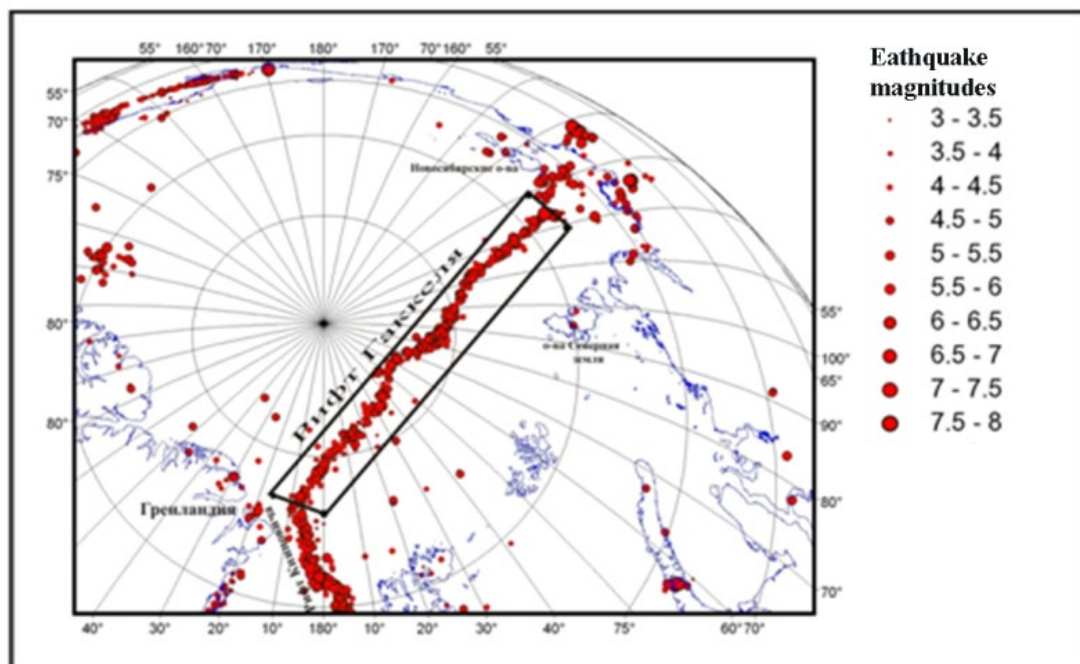 55° 160°70° 170° 180° 170° 70°160° 55°
55°
70°
75°
80°
80°
Новосибирские о-ва
Рифт Гаккеля
о-ва Северная
земля
Гренландия
Рифт Книповича
55°
100°
65°
90°
80°
70°
40° 30° 20° 10° 180° 10° 20° 30° 40° 75° 60°70°
Eathquake
magnitudes
3 - 3.5
3.5 - 4
4 - 4.5
4.5 - 5
5 - 5.5
5.5 - 6
6 - 6.5
6.5 - 7
7 - 7.5
7.5 - 8